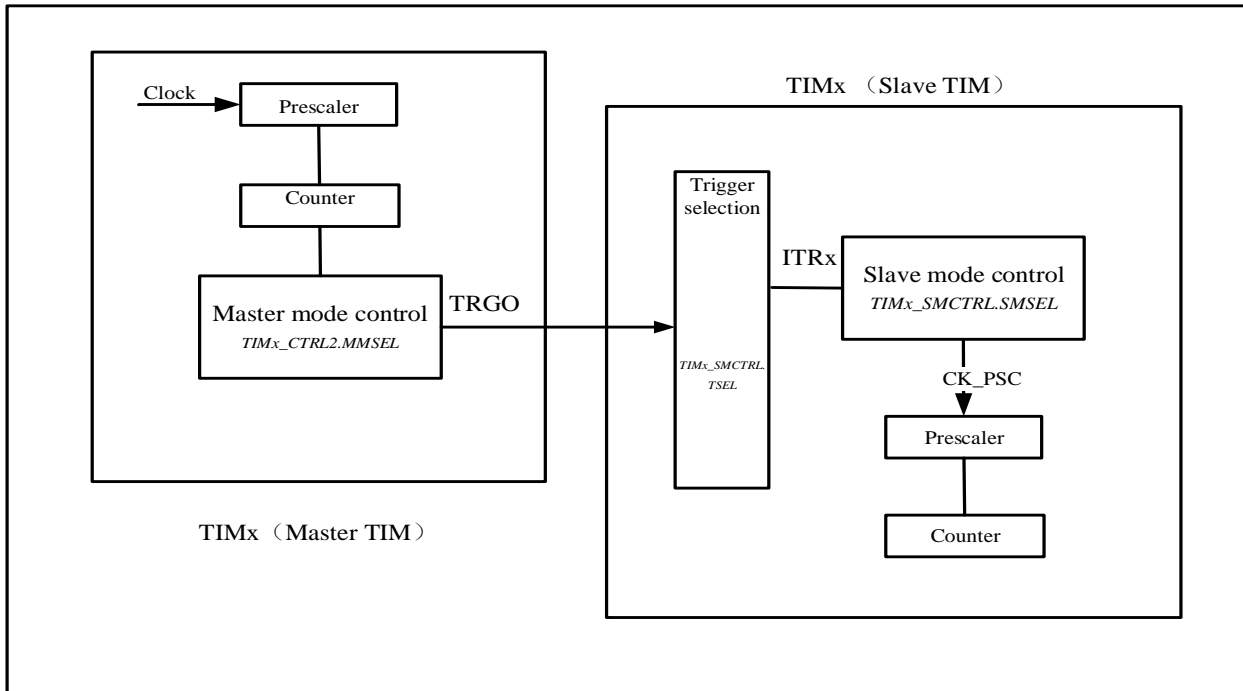 Clock
Prescaler
Counter
Master mode control
TIMx_CTRL2.MMSEL
TRGO
TIMx （Master TIM）
TIMx （Slave TIM）
Trigger
selection
TIMx_SMCTRL.
TSEL
ITRx
Slave mode control
TIMx_SMCTRL.SMSEL
CK_PSC
Prescaler
Counter